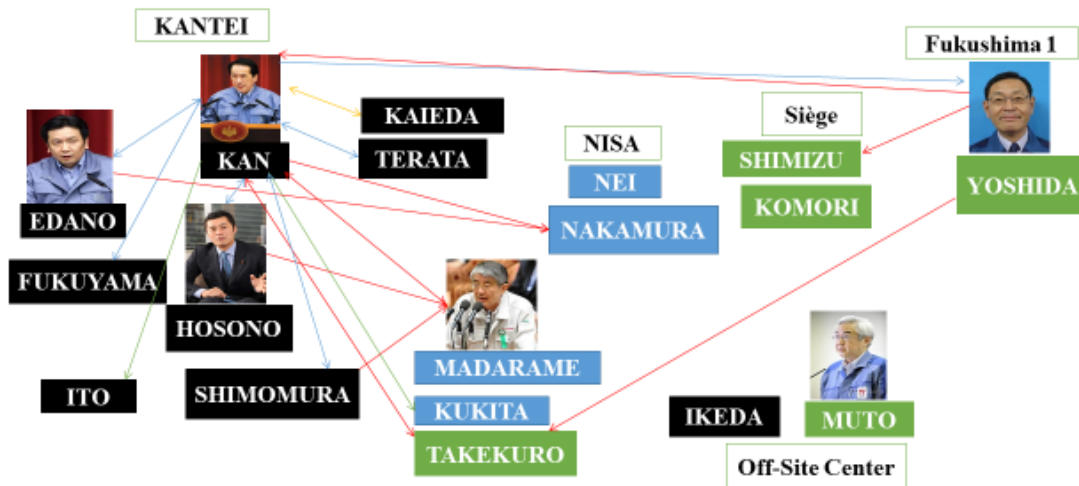 KANTEI
Fukushima 1
KAIEDA
Siège
NISA
TERATA
KAN
SHIMIZU
NEI
YOSHIDA
EDANO
KOMORI
NAKAMURA
FUKUYAMA
HOSONO
MADARAME
ITO
SHIMOMURA
KUKITA
IKEDA
MUTO
TAKEKURO
Off-Site Center